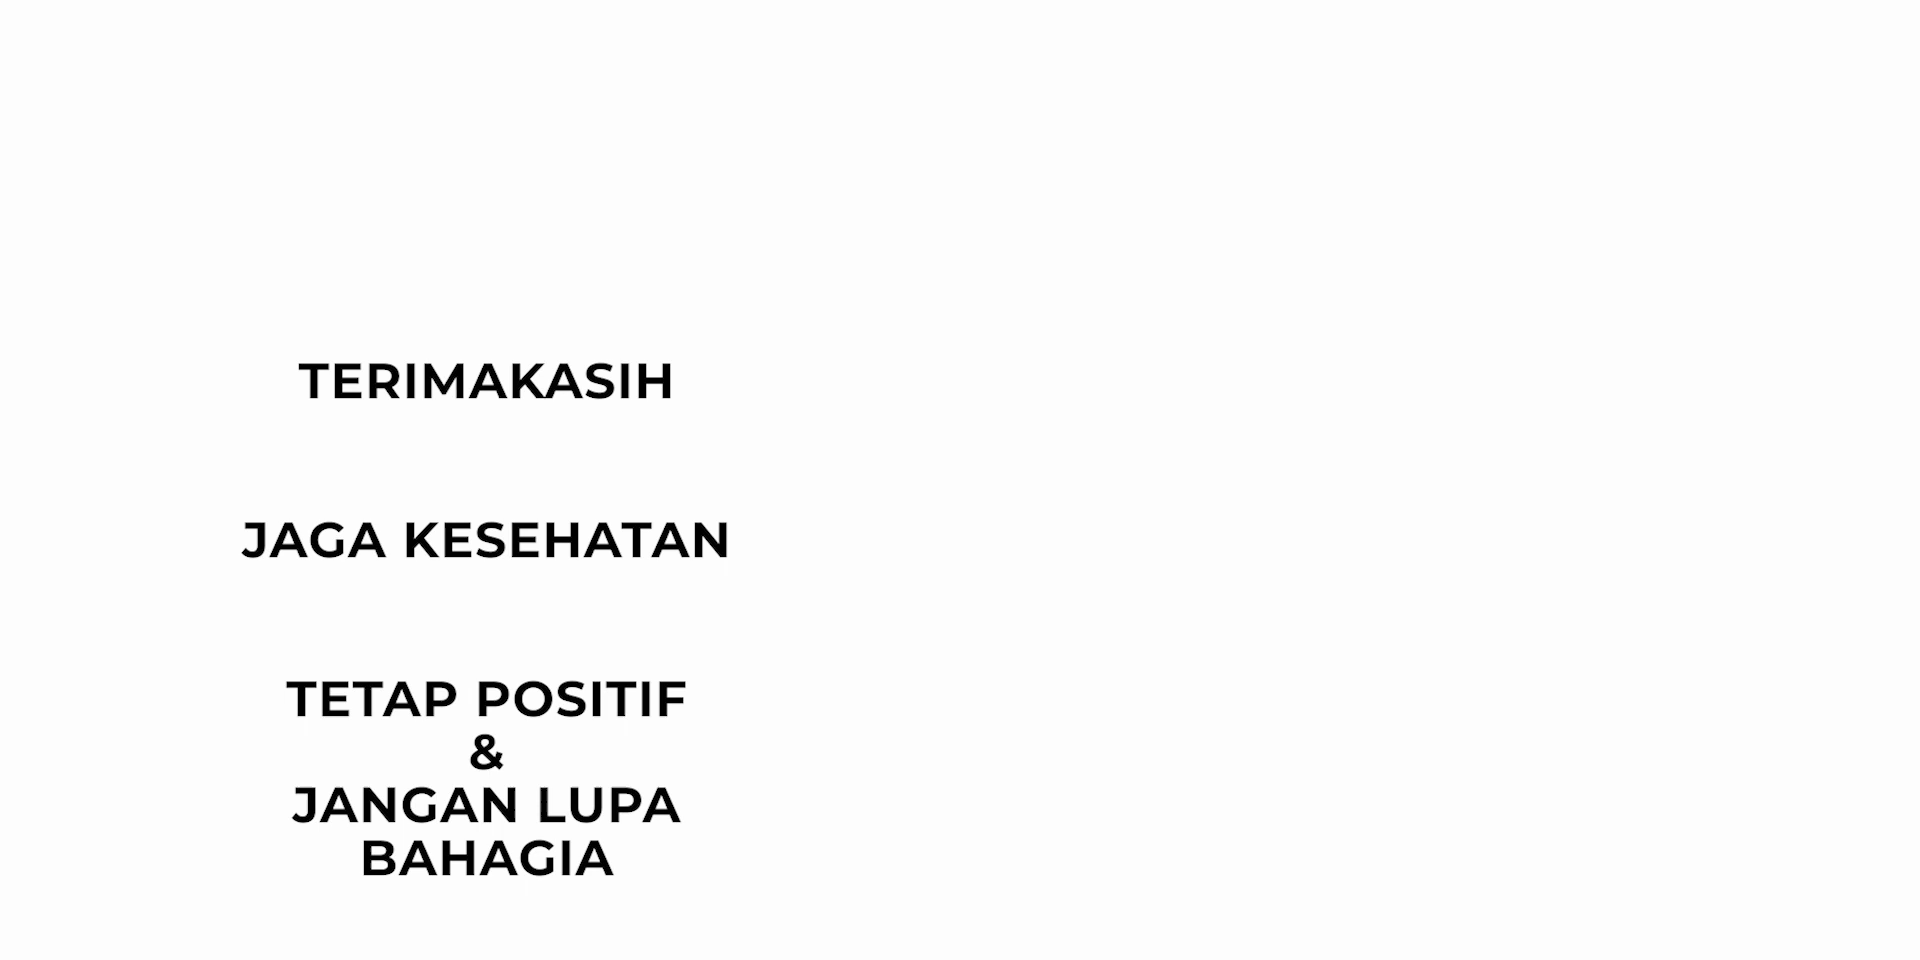 TERIMAKASIH
JAGA KESEHATAN
TETAP POSITIF
&
JANGAN LUPA
BAHAGIA